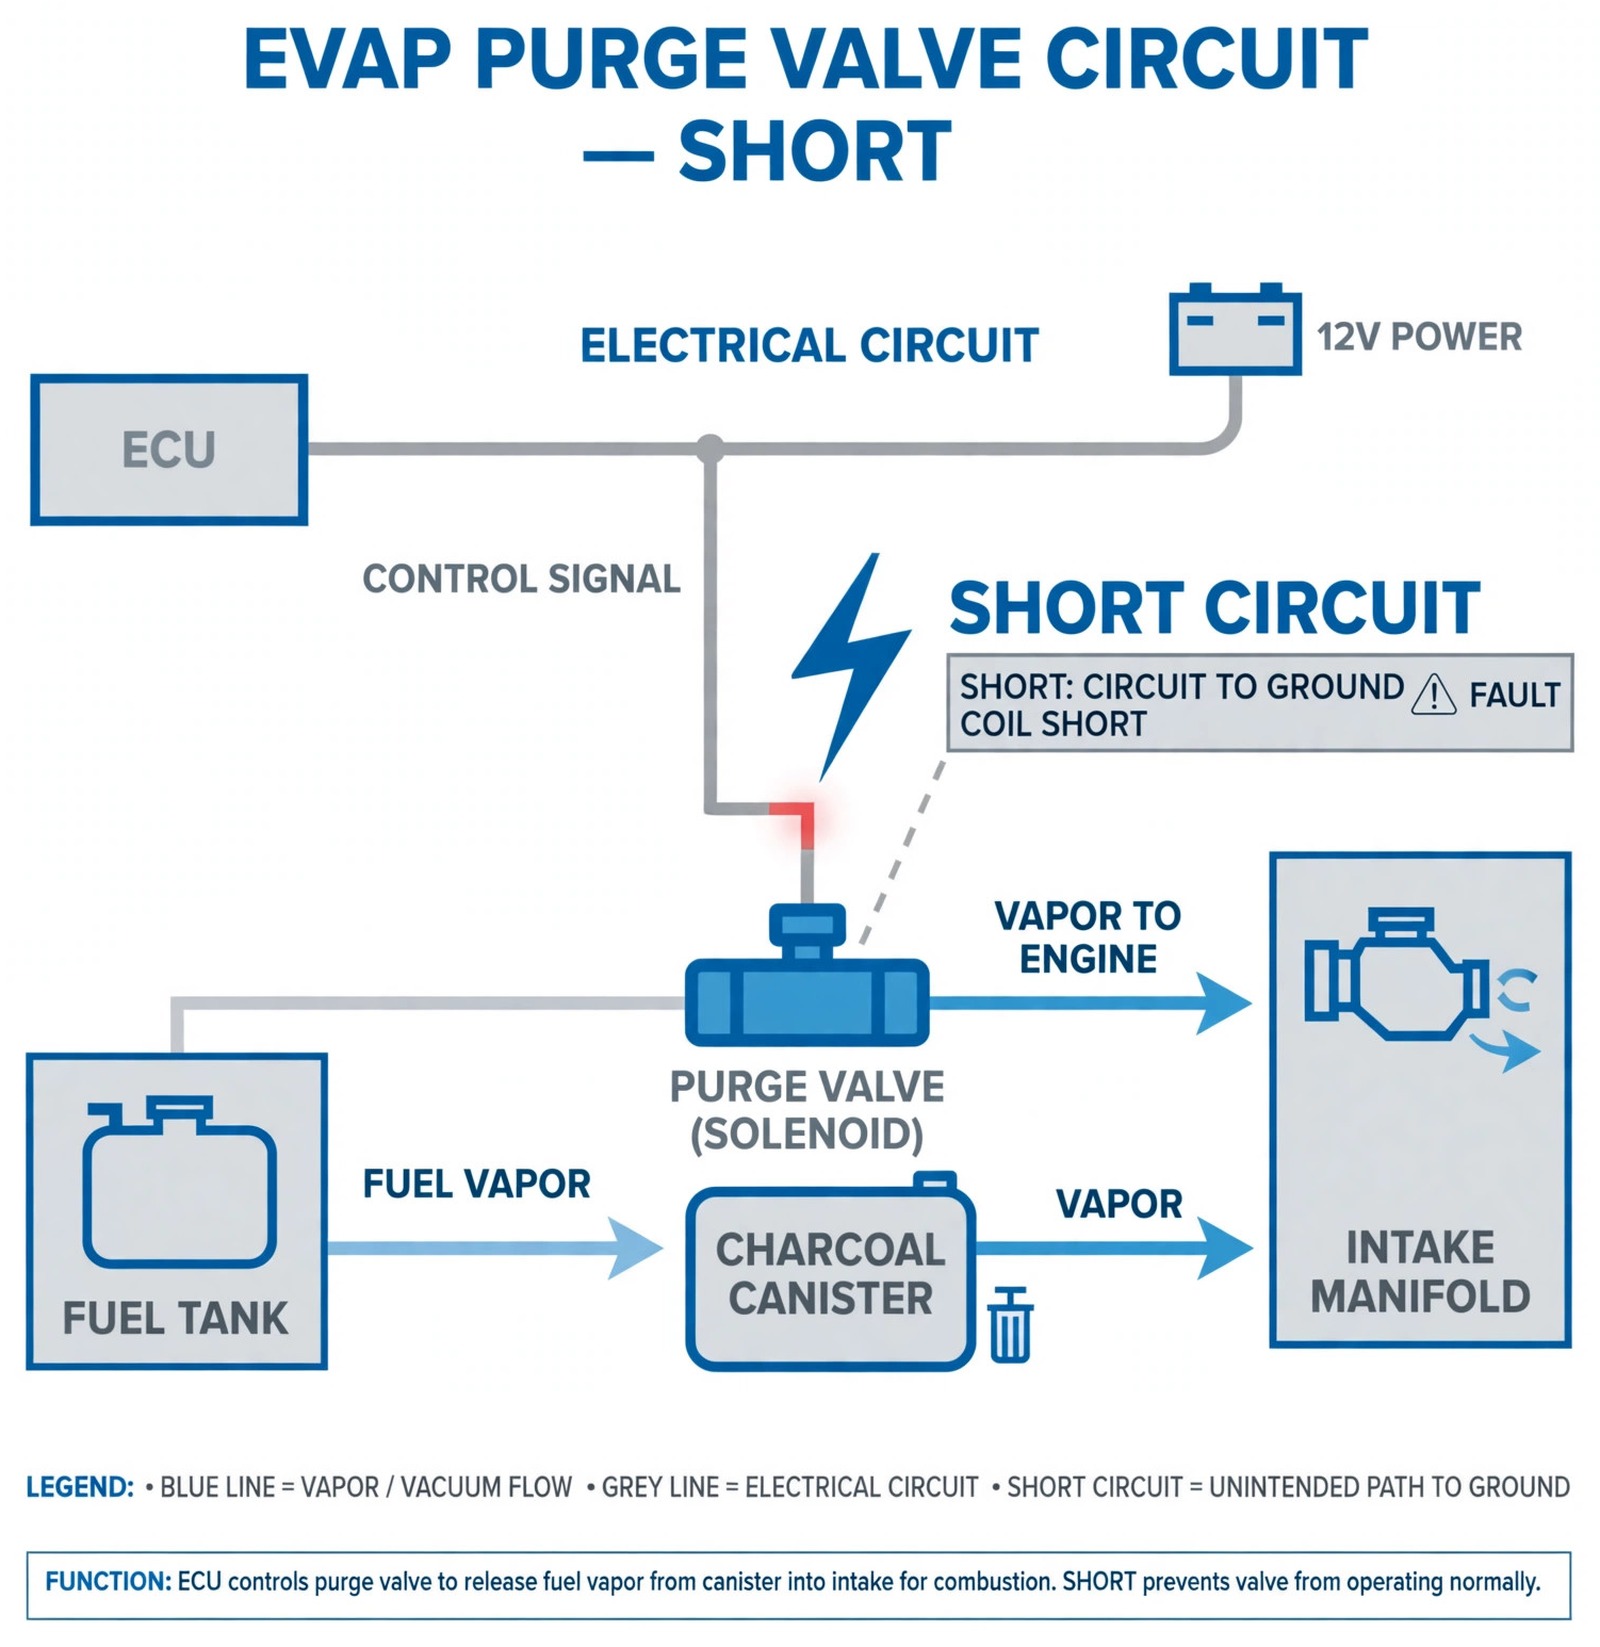 EVAP PURGE VALVE CIRCUIT
— SHORT
ELECTRICAL CIRCUIT
12V POWER
ECU
CONTROL SIGNAL
SHORT CIRCUIT
SHORT: CIRCUIT TO GROUND ⚠ FAULT
COIL SHORT
VAPOR TO
ENGINE
PURGE VALVE
(SOLENOID)
FUEL VAPOR
VAPOR
CHARCOAL
CANISTER
FUEL TANK
INTAKE
MANIFOLD
LEGEND: • BLUE LINE = VAPOR / VACUUM FLOW • GREY LINE = ELECTRICAL CIRCUIT • SHORT CIRCUIT = UNINTENDED PATH TO GROUND
FUNCTION: ECU controls purge valve to release fuel vapor from canister into intake for combustion. SHORT prevents valve from operating normally.